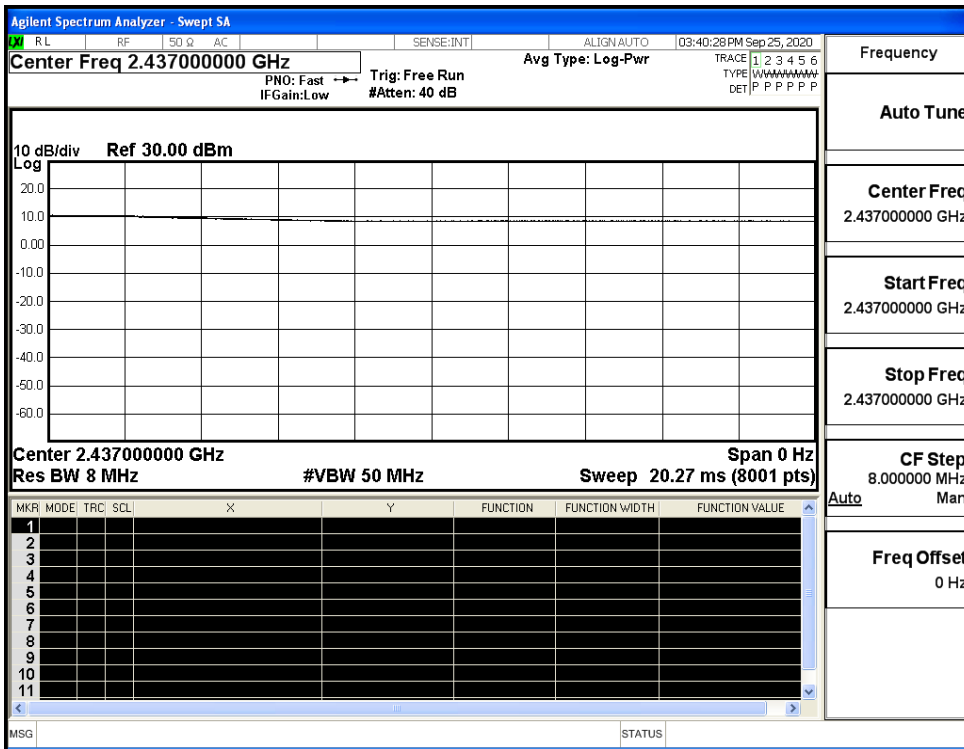 Agilent Spectrum Analyzer - Swept SA
LXI RL RF 50 Ω AC SENSE:INT ALIGN AUTO 03:40:28 PM Sep 25, 2020
Center Freq 2.437000000 GHz
PNO: Fast
IFGain:Low
Trig: Free Run
#Atten: 40 dB
Avg Type: Log-Pwr
TRACE 1 2 3 4 5 6
TYPE WWWWWW
DET P P P P P P
10 dB/div Ref 30.00 dBm
Log
20.0
10.0
0.00
-10.0
-20.0
-30.0
-40.0
-50.0
-60.0
Center 2.437000000 GHz Span 0 Hz
Res BW 8 MHz #VBW 50 MHz Sweep 20.27 ms (8001 pts)
MKR MODE TRC SCL X Y FUNCTION FUNCTION WIDTH FUNCTION VALUE
1
2
3
4
5
6
7
8
9
10
11
MSG STATUS
Frequency
Auto Tune
Center Freq
2.437000000 GHz
Start Freq
2.437000000 GHz
Stop Freq
2.437000000 GHz
CF Step
8.000000 MHz
Auto Man
Freq Offset
0 Hz